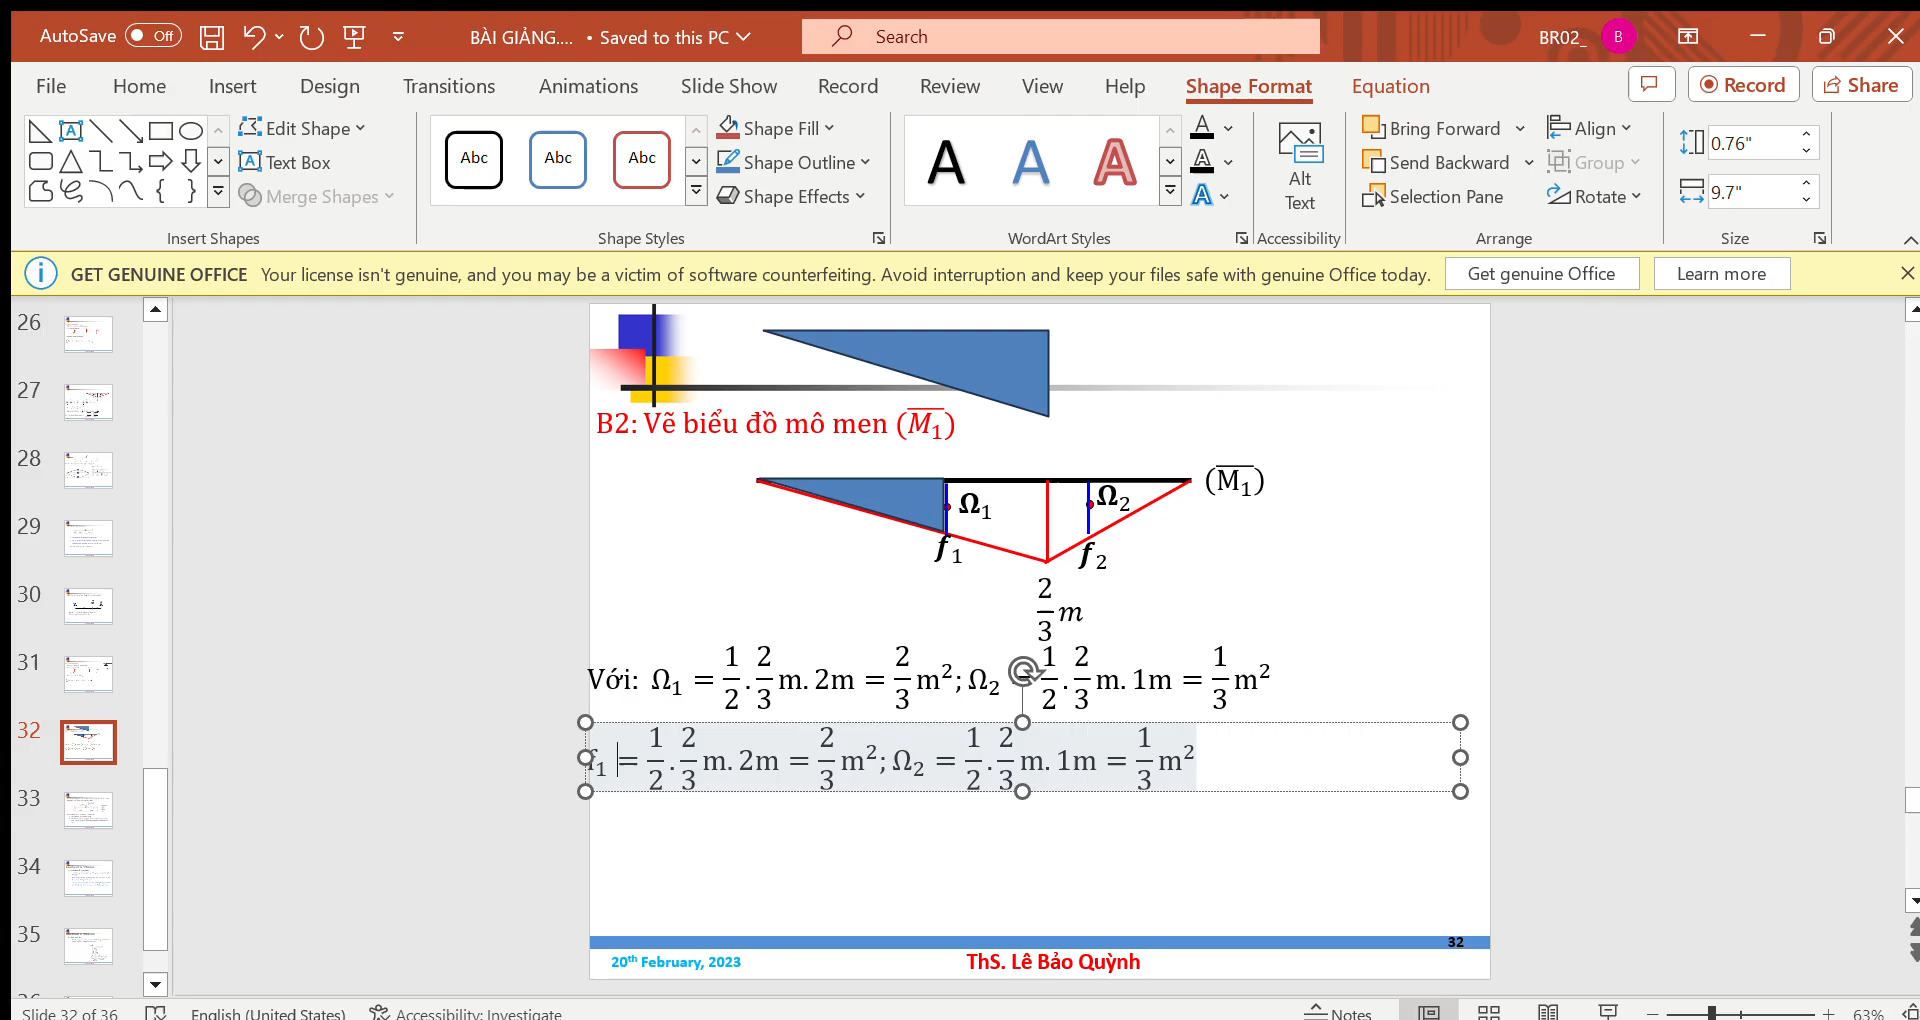 AutoSave Off BÀI GIẢNG.... • Saved to this PC Search BR02_ B
File Home Insert Design Transitions Animations Slide Show Record Review View Help Shape Format Equation Record Share
Edit Shape
Text Box
Merge Shapes
Insert Shapes
Abc Abc Abc
Shape Fill
Shape Outline
Shape Effects
Shape Styles
A A A
WordArt Styles
Alt
Text
Accessibility
Bring Forward
Send Backward
Selection Pane
Align
Group
Rotate
Arrange
0.76"
9.7"
Size
GET GENUINE OFFICE Your license isn't genuine, and you may be a victim of software counterfeiting. Avoid interruption and keep your files safe with genuine Office today. Get genuine Office Learn more
26
27
28
29
30
31
32
33
34
35
B2: Vẽ biểu đồ mô men (M̅₁)
(M̅₁)
Ω₁ Ω₂
f₁ f₂
2/3 m
Với: Ω₁ = 1/2 . 2/3 m. 2m = 2/3 m²; Ω₂ = 1/2 . 2/3 m. 1m = 1/3 m²
f₁ = 1/2 . 2/3 m. 2m = 2/3 m²; Ω₂ = 1/2 . 2/3 m. 1m = 1/3 m²
32
20th February, 2023 ThS. Lê Bảo Quỳnh
Slide 32 of 36 English (United States) Accessibility: Investigate Notes 63%